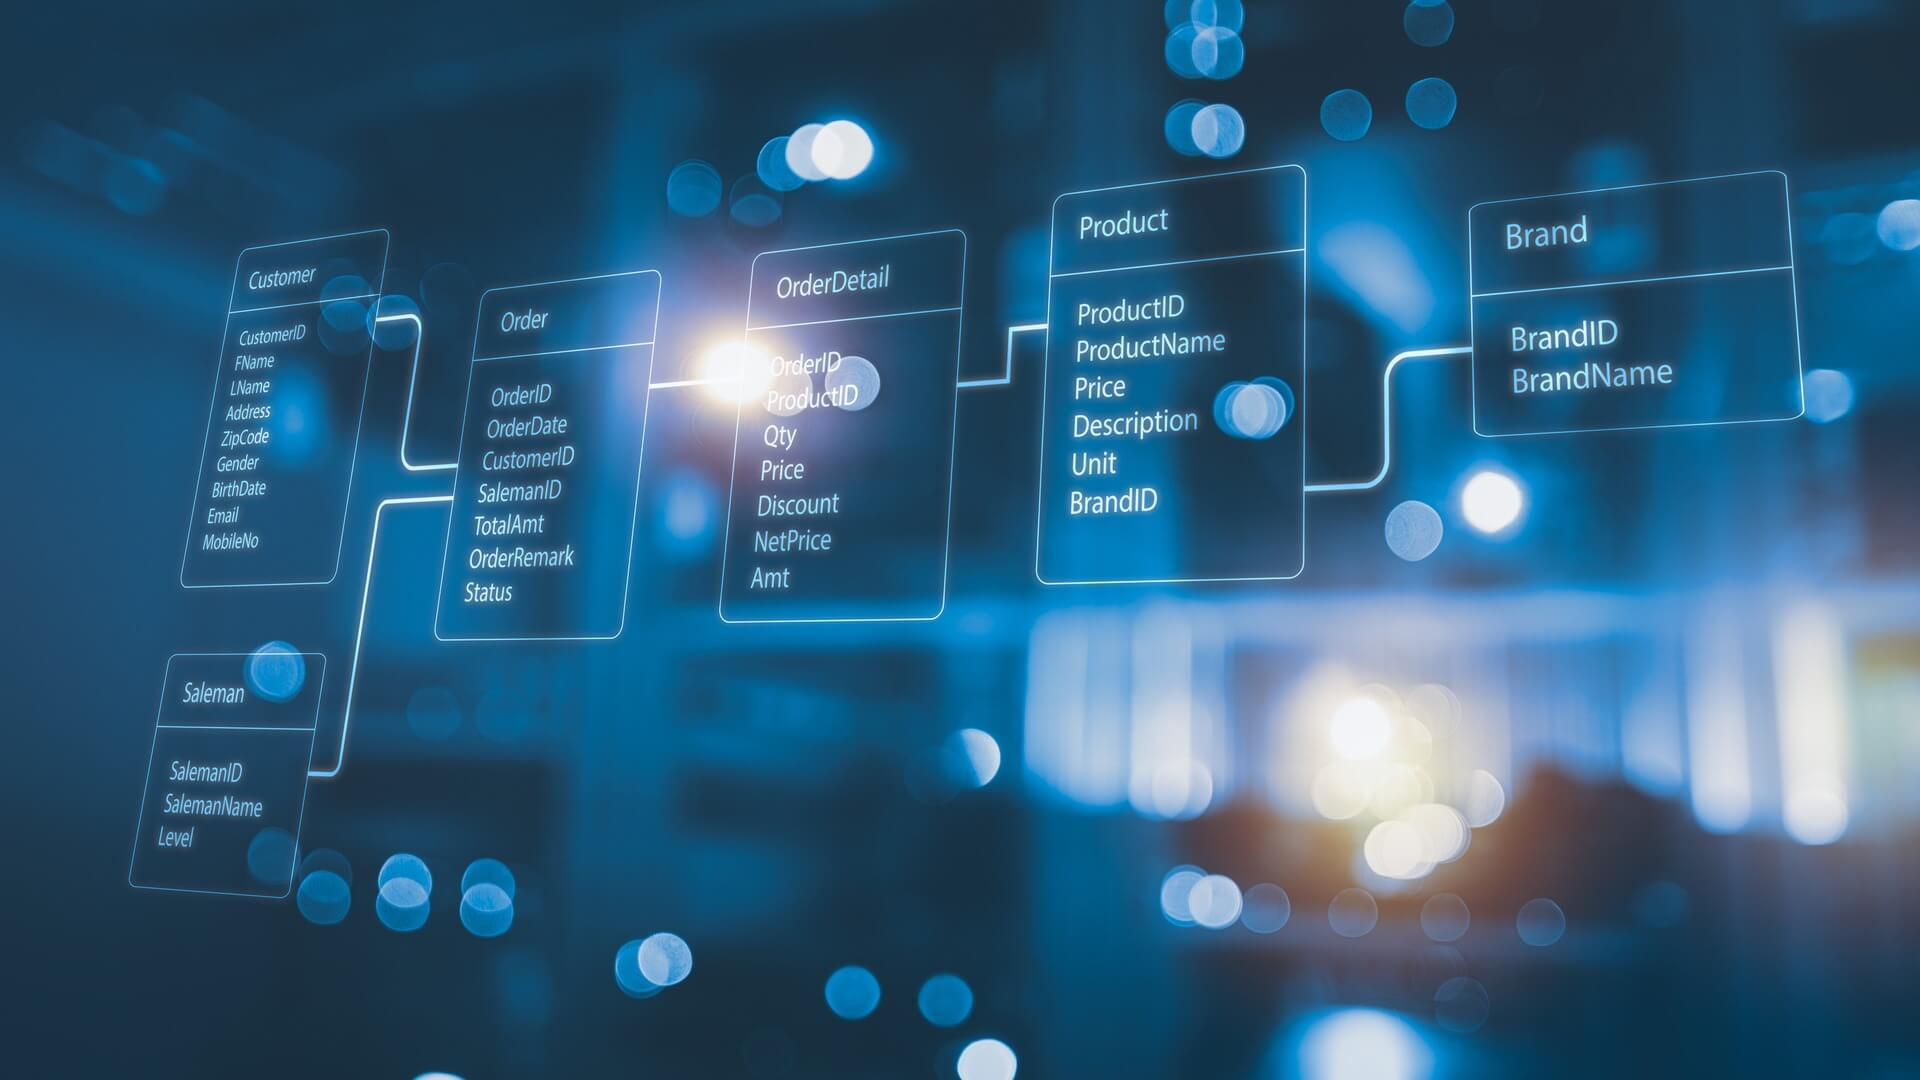 Customer
CustomerID
FName
LName
Address
ZipCode
Gender
BirthDate
Email
MobileNo
Order
OrderID
OrderDate
CustomerID
SalemanID
TotalAmt
OrderRemark
Status
OrderDetail
OrderID
ProductID
Qty
Price
Discount
NetPrice
Amt
Product
ProductID
ProductName
Price
Description
Unit
BrandID
Brand
BrandID
BrandName
Saleman
SalemanID
SalemanName
Level